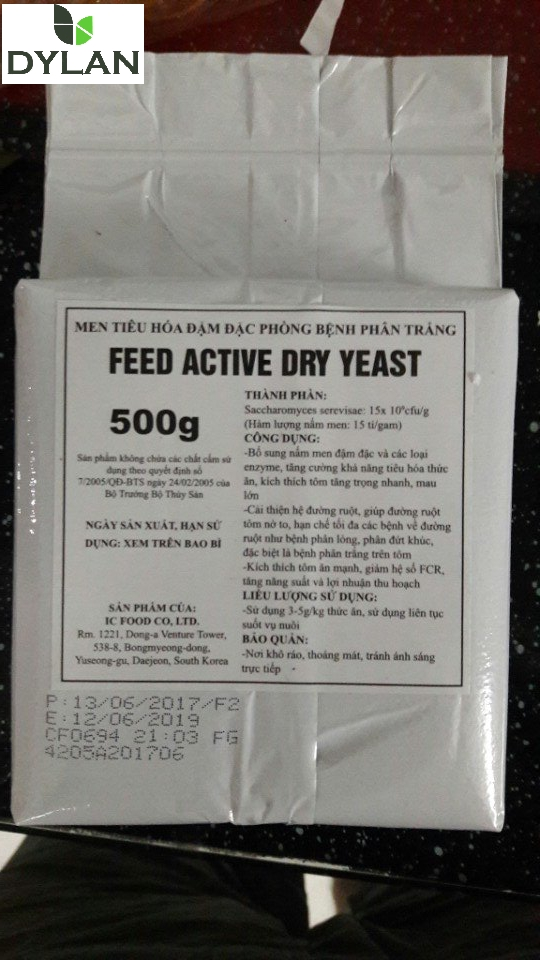 DYLAN
MEN TIÊU HÓA ĐẬM ĐẶC PHÒNG BỆNH PHÂN TRẮNG
FEED ACTIVE DRY YEAST
500g
Sản phẩm không chứa các chất cấm sử
dụng theo quyết định số
7/2005/QĐ-BTS ngày 24/02/2005 của
Bộ Trưởng Bộ Thủy Sản
NGÀY SẢN XUẤT, HẠN SỬ
DỤNG: XEM TRÊN BAO BÌ
SẢN PHẨM CỦA:
IC FOOD CO, LTD.
Rm. 1221, Dong-a Venture Tower,
538-8, Bongmyeong-dong,
Yuseong-gu, Daejeon, South Korea
THÀNH PHẦN:
Saccharomyces serevisae: 15x 10⁹cfu/g
(Hàm lượng nấm men: 15 tỉ/gam)
CÔNG DỤNG:
-Bổ sung nấm men đậm đặc và các loại
enzyme, tăng cường khả năng tiêu hóa thức
ăn, kích thích tôm tăng trọng nhanh, mau
lớn
-Cải thiện hệ đường ruột, giúp đường ruột
tôm nở to, hạn chế tối đa các bệnh về đường
ruột như bệnh phân lỏng, phân đứt khúc,
đặc biệt là bệnh phân trắng trên tôm
-Kích thích tôm ăn mạnh, giảm hệ số FCR,
tăng năng suất và lợi nhuận thu hoạch
LIỀU LƯỢNG SỬ DỤNG:
-Sử dụng 3-5g/kg thức ăn, sử dụng liên tục
suốt vụ nuôi
BẢO QUẢN:
-Nơi khô ráo, thoáng mát, tránh ánh sáng
trực tiếp
P:13/06/2017/F2
E:12/06/2019
CF0694 21:03 FG
4205A201706